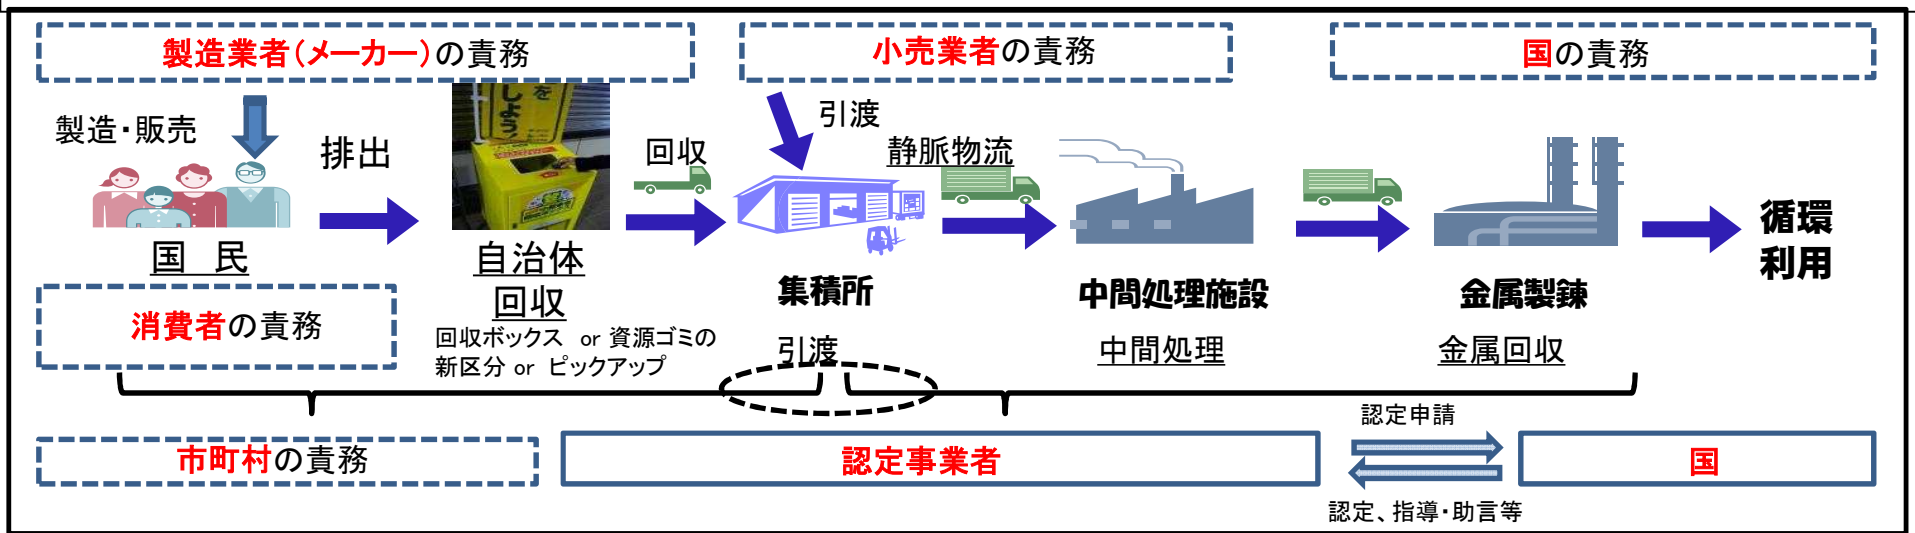 製造業者(メーカー)の責務
小売業者の責務
国の責務
製造・販売
排出
を
しよう!
回収
引渡
静脈物流
国 民
自治体
回収
回収ボックス or 資源ゴミの
新区分 or ピックアップ
集積所
引渡
中間処理施設
中間処理
金属製錬
金属回収
循環
利用
消費者の責務
市町村の責務
認定事業者
認定申請
認定、指導・助言等
国